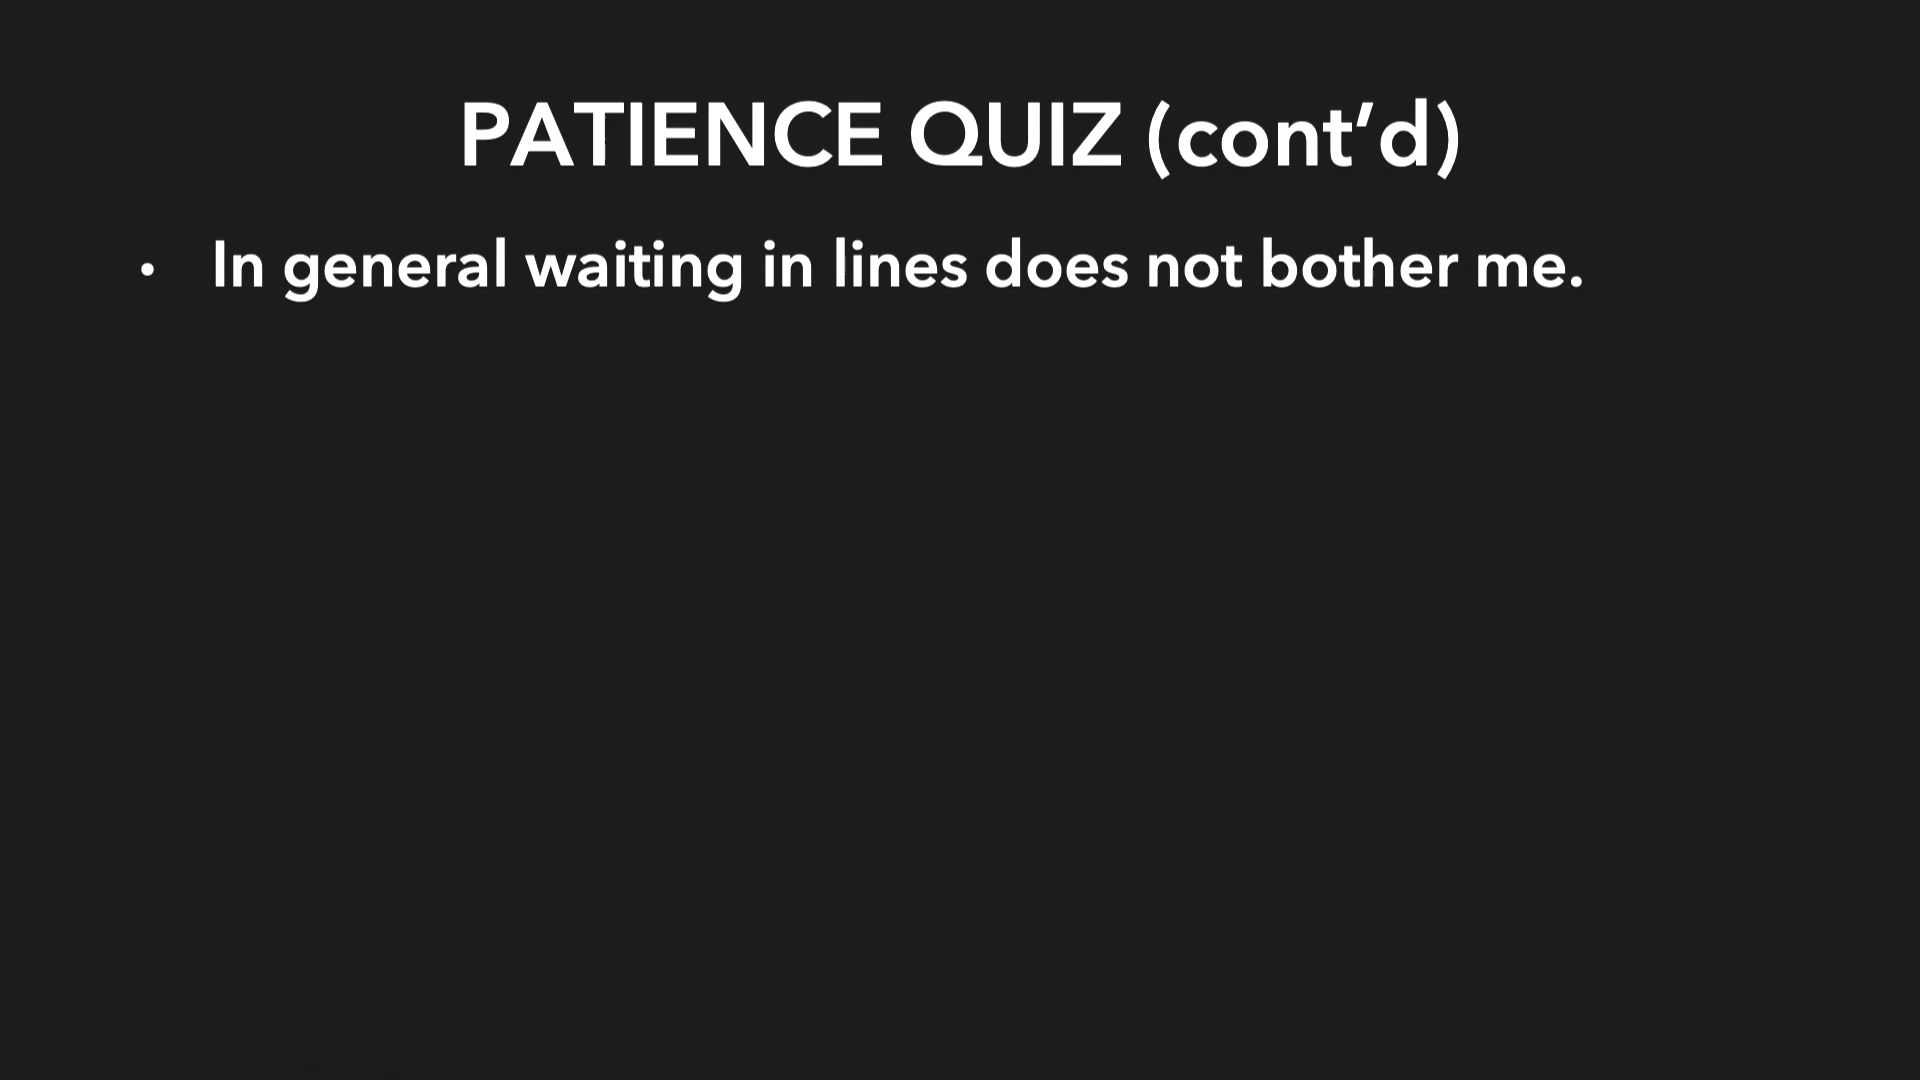 PATIENCE QUIZ (cont’d)
• In general waiting in lines does not bother me.